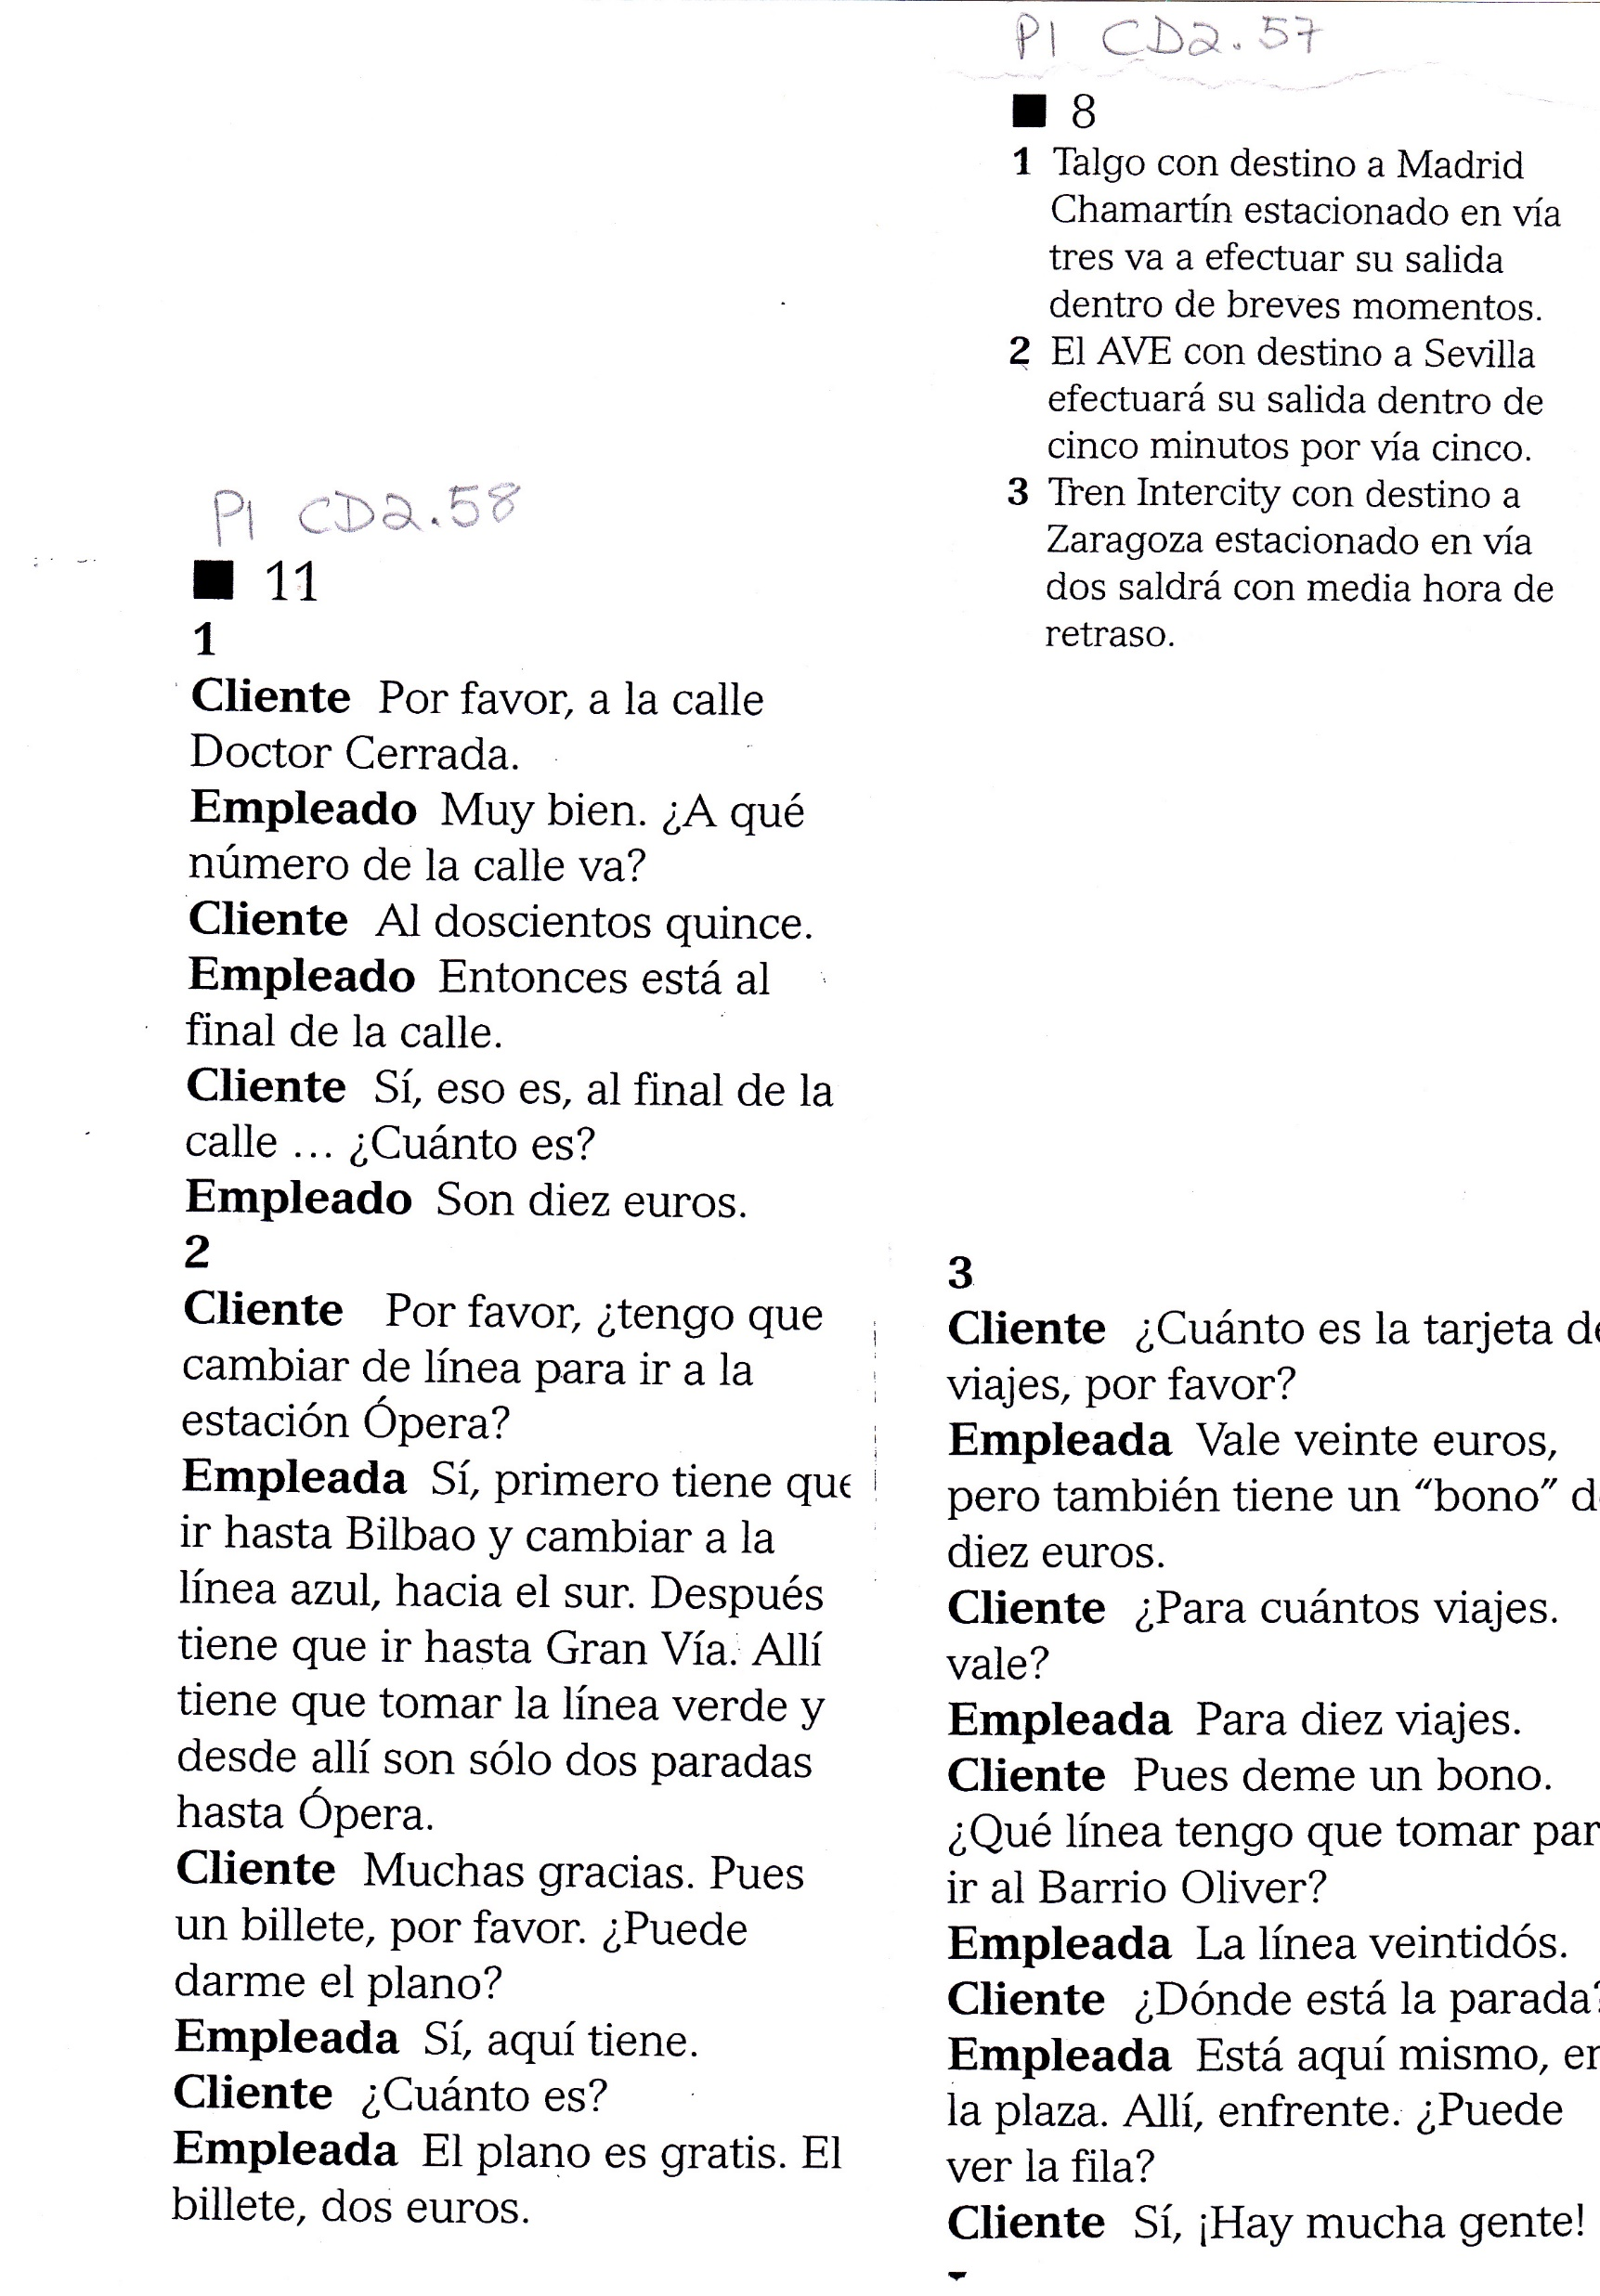 P1 CD2.57
■ 8
1 Talgo con destino a Madrid
Chamartín estacionado en vía
tres va a efectuar su salida
dentro de breves momentos.
2 El AVE con destino a Sevilla
efectuará su salida dentro de
cinco minutos por vía cinco.
3 Tren Intercity con destino a
Zaragoza estacionado en vía
dos saldrá con media hora de
retraso.
P1 CD2.58
■ 11
1
Cliente Por favor, a la calle
Doctor Cerrada.
Empleado Muy bien. ¿A qué
número de la calle va?
Cliente Al doscientos quince.
Empleado Entonces está al
final de la calle.
Cliente Sí, eso es, al final de la
calle ... ¿Cuánto es?
Empleado Son diez euros.
2
Cliente Por favor, ¿tengo que
cambiar de línea para ir a la
estación Ópera?
Empleada Sí, primero tiene que
ir hasta Bilbao y cambiar a la
línea azul, hacia el sur. Después
tiene que ir hasta Gran Vía. Allí
tiene que tomar la línea verde y
desde allí son sólo dos paradas
hasta Ópera.
Cliente Muchas gracias. Pues
un billete, por favor. ¿Puede
darme el plano?
Empleada Sí, aquí tiene.
Cliente ¿Cuánto es?
Empleada El plano es gratis. El
billete, dos euros.
3
Cliente ¿Cuánto es la tarjeta de
viajes, por favor?
Empleada Vale veinte euros,
pero también tiene un "bono" d
diez euros.
Cliente ¿Para cuántos viajes.
vale?
Empleada Para diez viajes.
Cliente Pues deme un bono.
¿Qué línea tengo que tomar par
ir al Barrio Oliver?
Empleada La línea veintidós.
Cliente ¿Dónde está la parada?
Empleada Está aquí mismo, en
la plaza. Allí, enfrente. ¿Puede
ver la fila?
Cliente Sí, ¡Hay mucha gente!